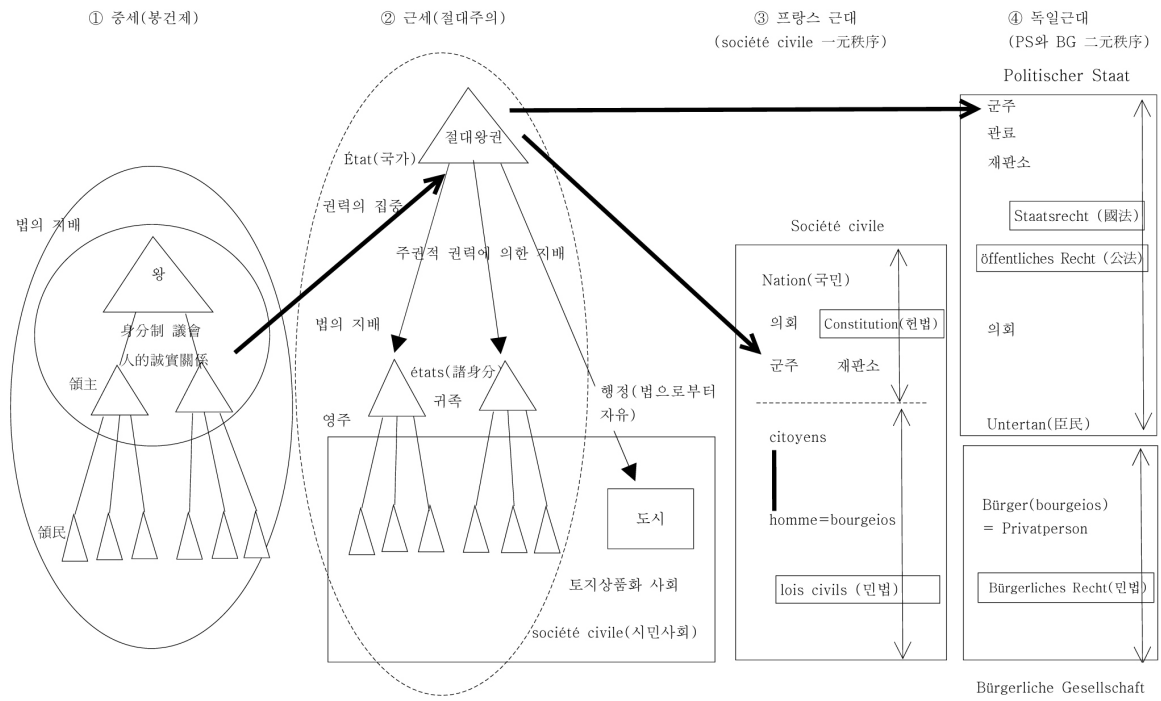 ① 중세(봉건제)
법의 지배
왕
身分制 議會
人的誠實關係
領主
領民
② 근세(절대주의)
절대왕권
État(국가)
권력의 집중
주권적 권력에 의한 지배
법의 지배
états(諸身分)
귀족
영주
행정(법으로부터
자유)
도시
토지상품화 사회
société civile(시민사회)
③ 프랑스 근대
(société civile 一元秩序)
Société civile
Nation(국민)
의회
Constitution(헌법)
군주
재판소
citoyens
homme=bourgeios
lois civils (민법)
④ 독일근대
(PS와 BG 二元秩序)
Politischer Staat
군주
관료
재판소
Staatsrecht (國法)
öffentliches Recht (公法)
의회
Untertan(臣民)
Bürger(bourgeios)
= Privatperson
Bürgerliches Recht(민법)
Bürgerliche Gesellschaft